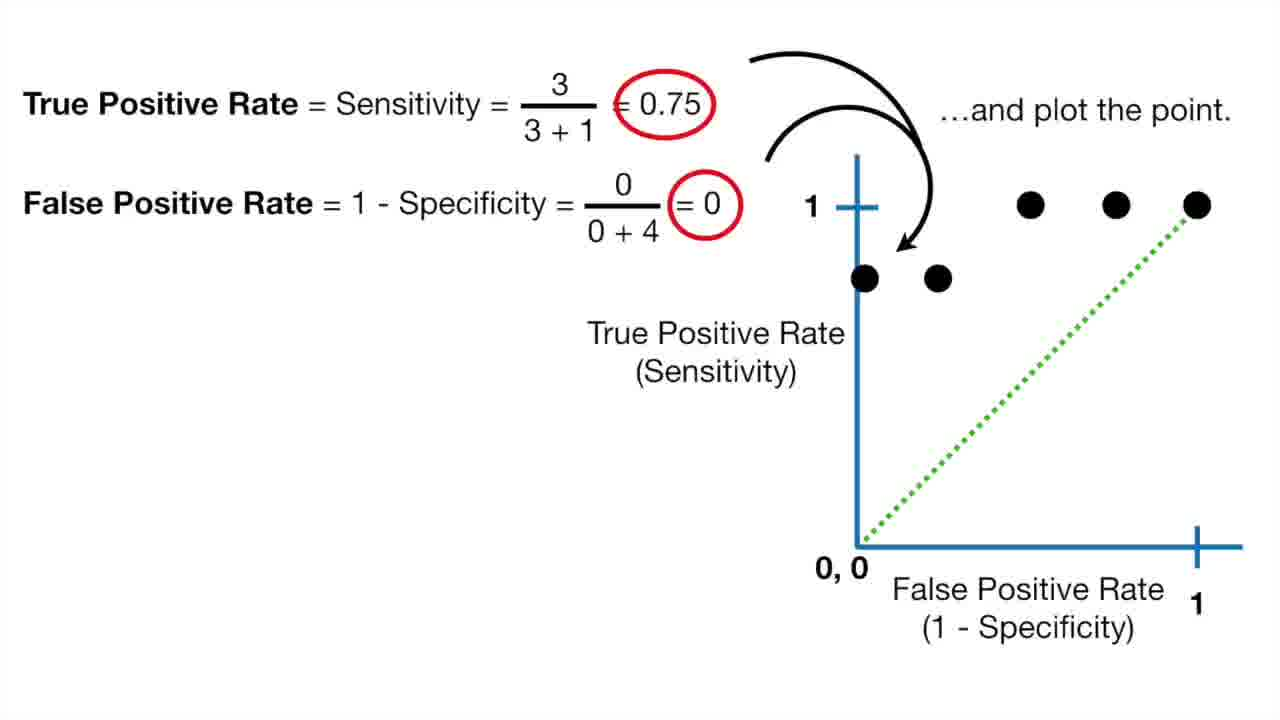 True Positive Rate = Sensitivity = 3 / 3 + 1 = 0.75
…and plot the point.
False Positive Rate = 1 - Specificity = 0 / 0 + 4 = 0
1
True Positive Rate
(Sensitivity)
0, 0
False Positive Rate
(1 - Specificity)
1